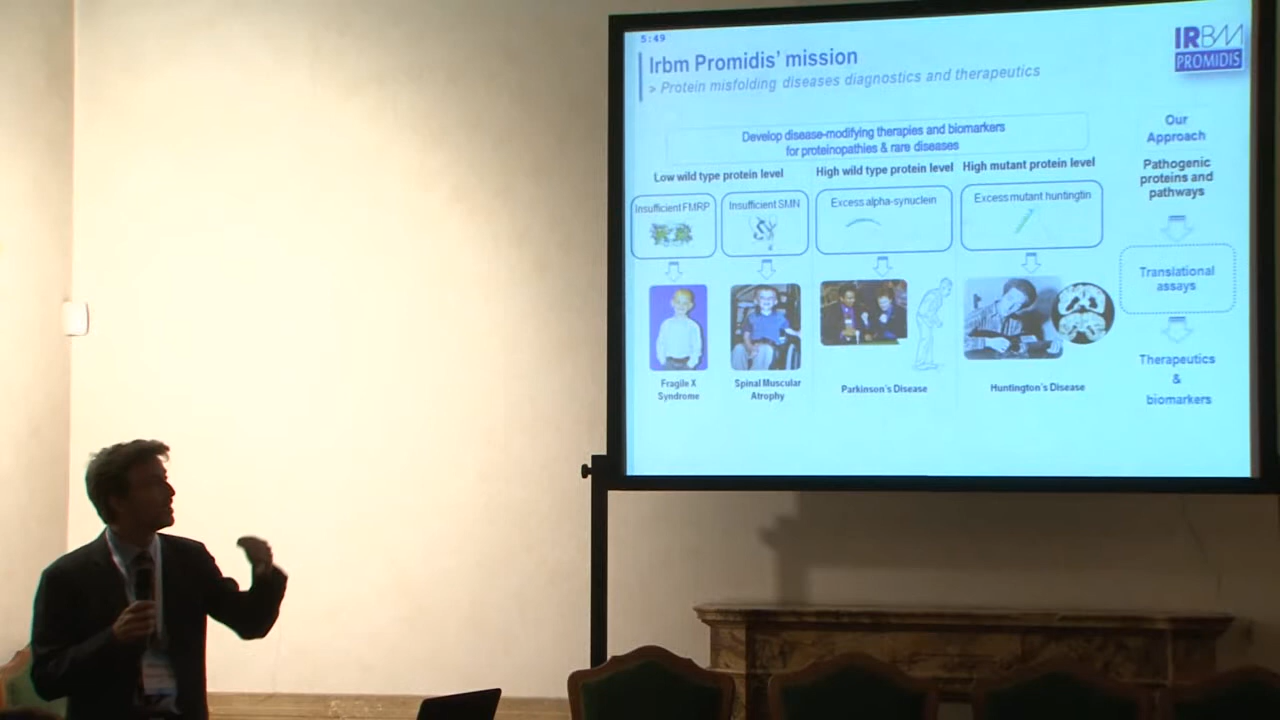 5:49
Irbm Promidis' mission
> Protein misfolding diseases diagnostics and therapeutics
IRBM
PROMIDIS
Develop disease-modifying therapies and biomarkers
for proteinopathies & rare diseases
Low wild type protein level
High wild type protein level
High mutant protein level
Insufficient FMRP
Insufficient SMN
Excess alpha-synuclein
Excess mutant huntingtin
Fragile X
Syndrome
Spinal Muscular
Atrophy
Parkinson's Disease
Huntington's Disease
Our
Approach
Pathogenic
proteins and
pathways
Translational
assays
Therapeutics
&
biomarkers